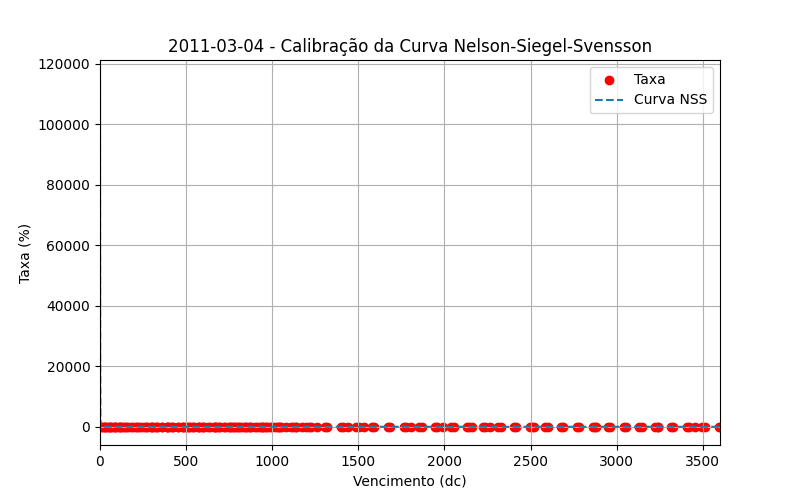 2011-03-04 - Calibração da Curva Nelson-Siegel-Svensson
Taxa
Curva NSS
Taxa (%)
120000
100000
80000
60000
40000
20000
0
0 500 1000 1500 2000 2500 3000 3500
Vencimento (dc)